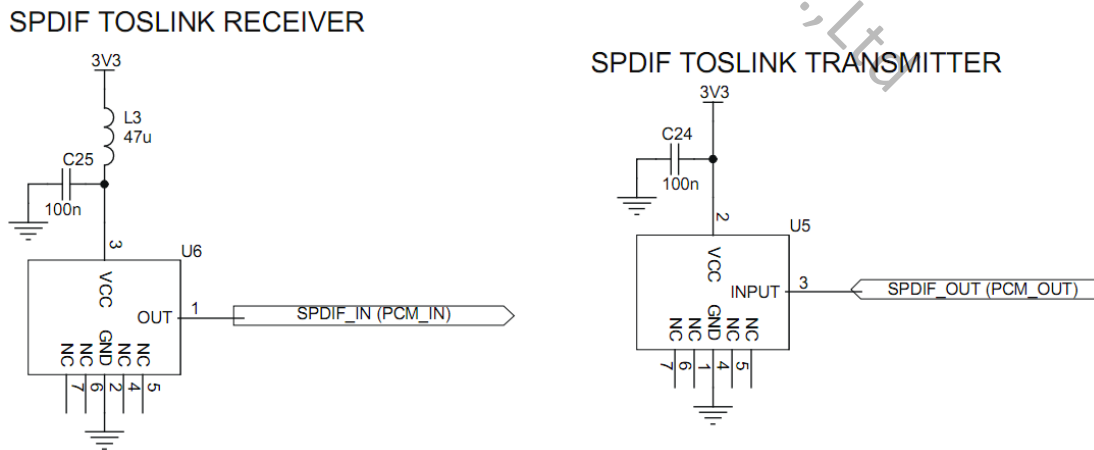 SPDIF TOSLINK RECEIVER
3V3
L3
47u
C25
100n
3
U6
VCC
OUT
1
SPDIF_IN (PCM_IN)
NC
NC
GND
NC
NC
7
6
2
4
5
.,Ltd
SPDIF TOSLINK TRANSMITTER
3V3
C24
100n
2
U5
VCC
INPUT
3
SPDIF_OUT (PCM_OUT)
NC
NC
GND
NC
NC
7
6
1
4
5